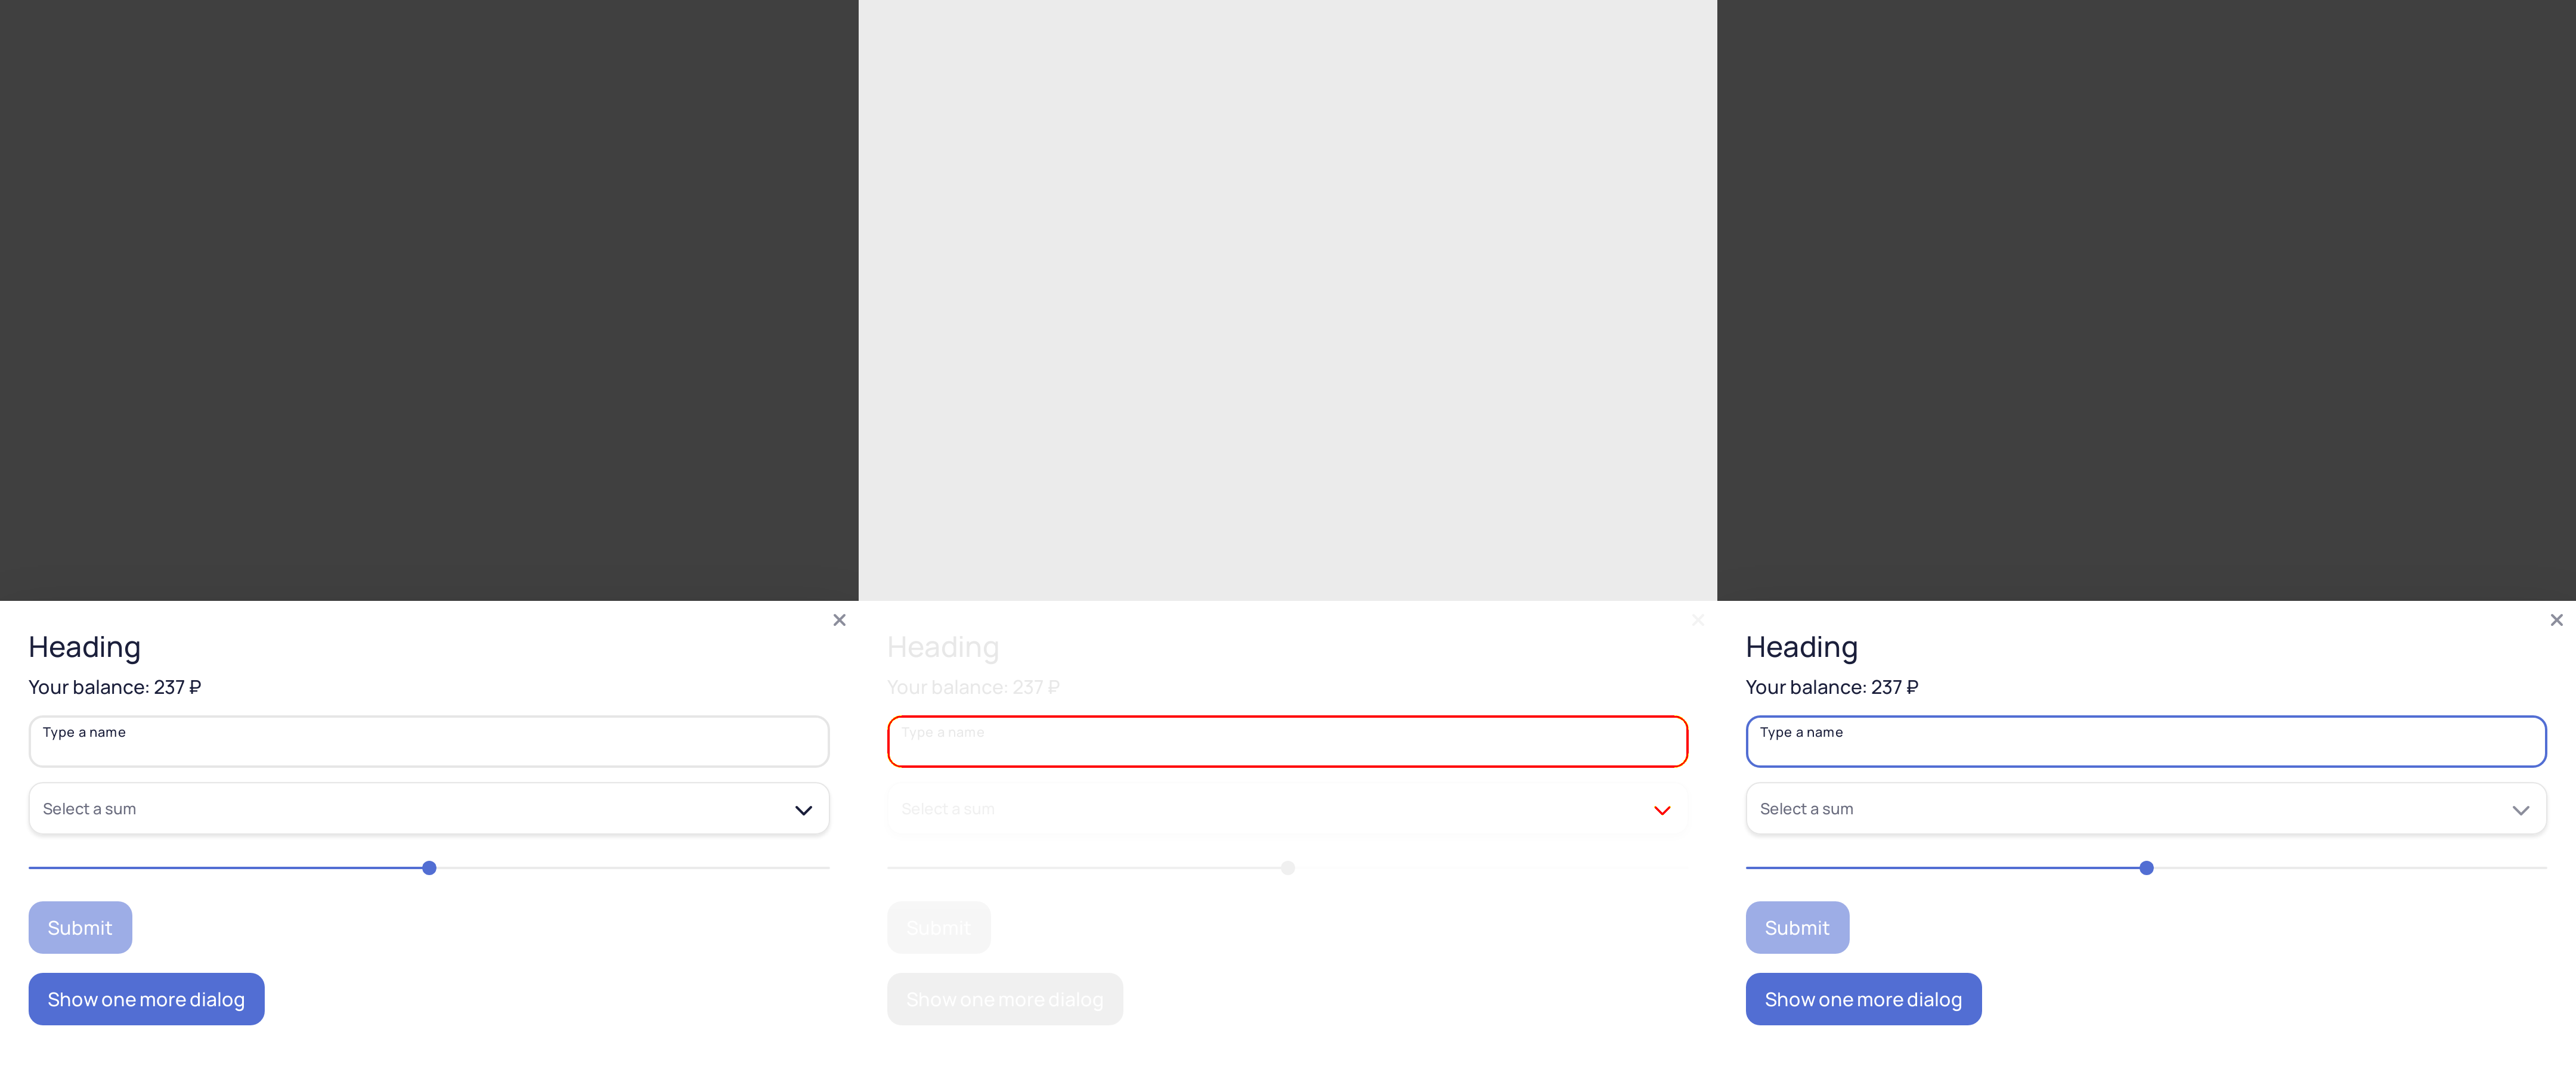 Heading
Your balance: 237 ₽
Type a name
Select a sum
Submit
Show one more dialog
Heading
Your balance: 237 ₽
Type a name
Select a sum
Submit
Show one more dialog
Heading
Your balance: 237 ₽
Type a name
Select a sum
Submit
Show one more dialog